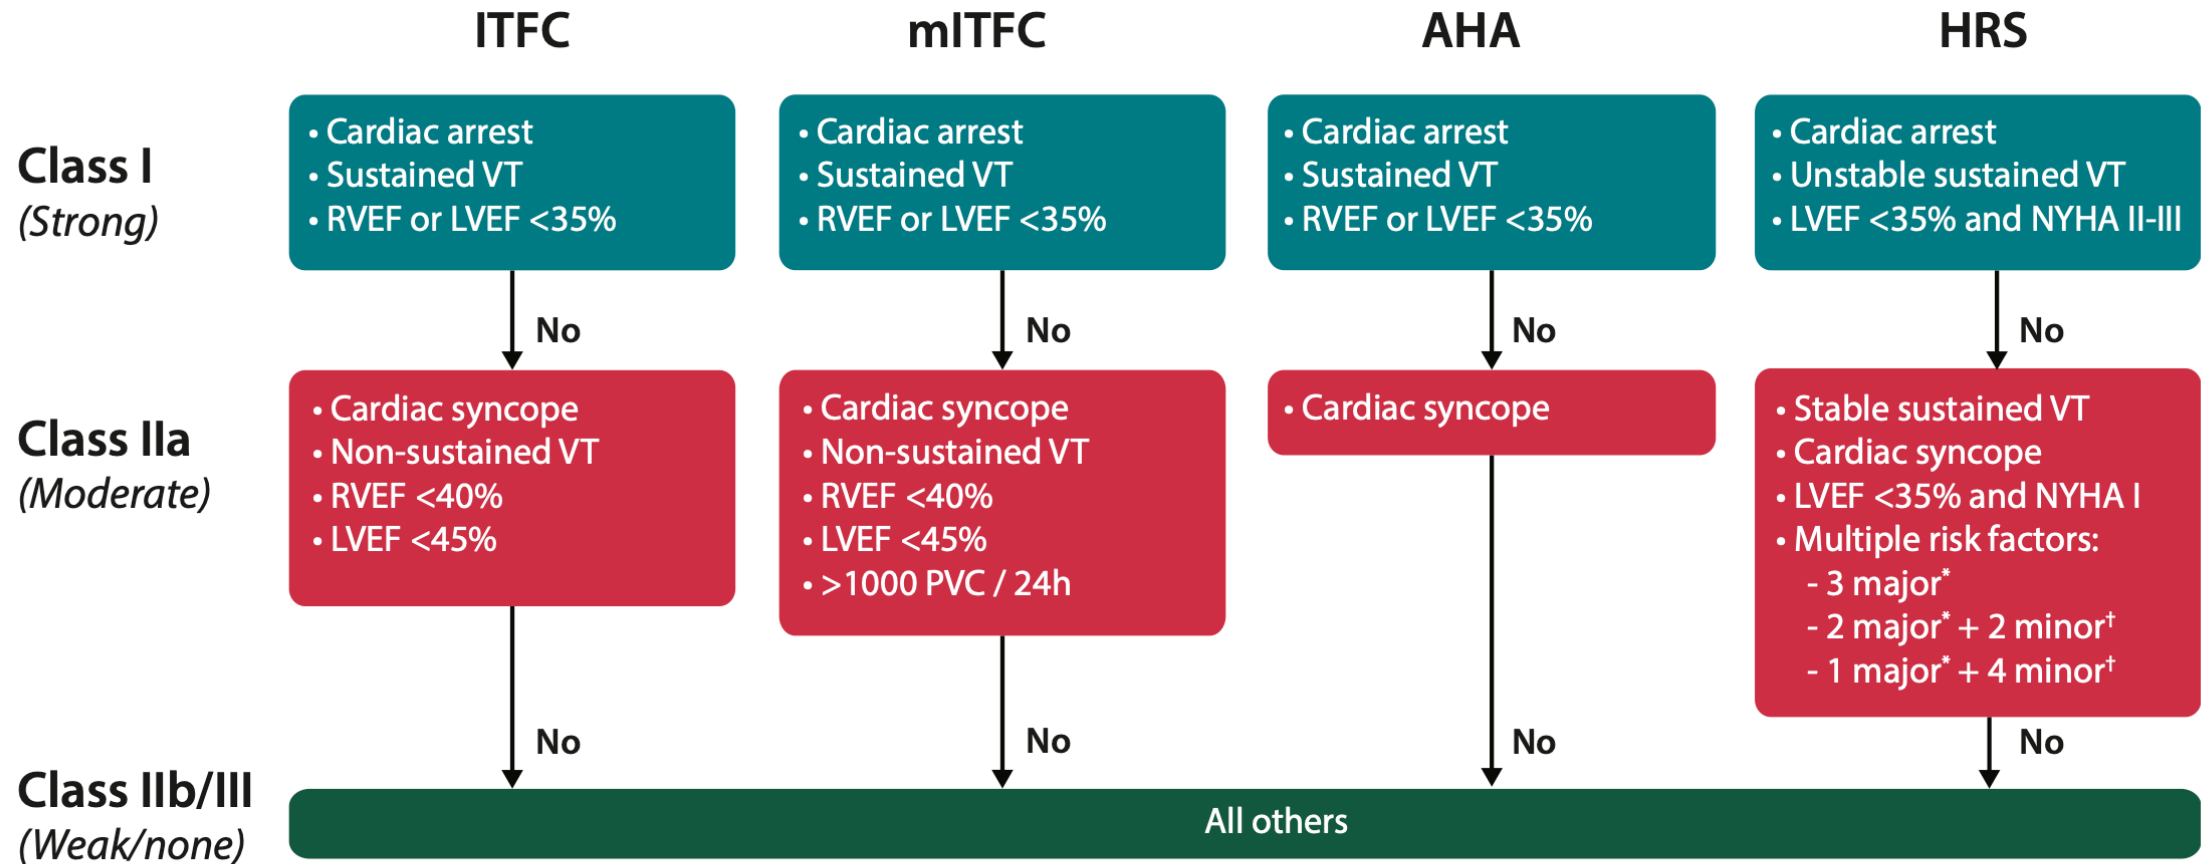 ITFC
mITFC
AHA
HRS
Class I
(Strong)
• Cardiac arrest
• Sustained VT
• RVEF or LVEF <35%
• Cardiac arrest
• Sustained VT
• RVEF or LVEF <35%
• Cardiac arrest
• Sustained VT
• RVEF or LVEF <35%
• Cardiac arrest
• Unstable sustained VT
• LVEF <35% and NYHA II-III
No
No
No
No
Class IIa
(Moderate)
• Cardiac syncope
• Non-sustained VT
• RVEF <40%
• LVEF <45%
• Cardiac syncope
• Non-sustained VT
• RVEF <40%
• LVEF <45%
• >1000 PVC / 24h
• Cardiac syncope
• Stable sustained VT
• Cardiac syncope
• LVEF <35% and NYHA I
• Multiple risk factors:
- 3 major*
- 2 major* + 2 minor†
- 1 major* + 4 minor†
No
No
No
No
Class IIb/III
(Weak/none)
All others